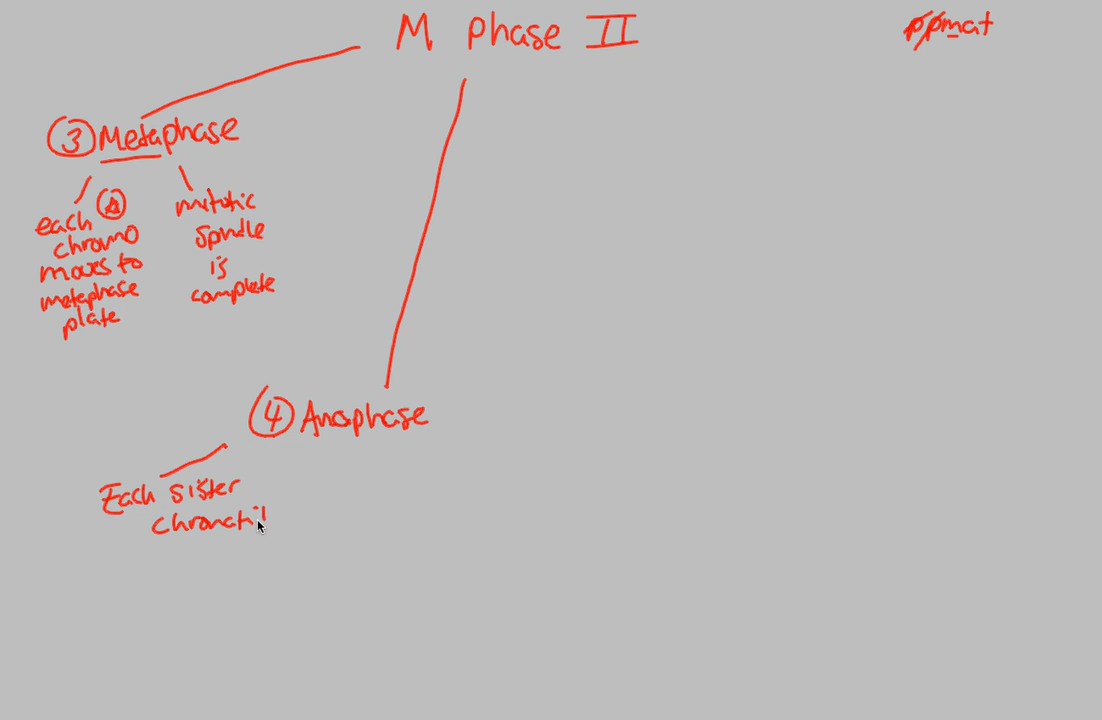 M Phase II
ppmat
③ Metaphase
each
chromo
moves to
metaphase
plate
mitotic
spindle
is
complete
④ Anaphase
Each sister
chromati